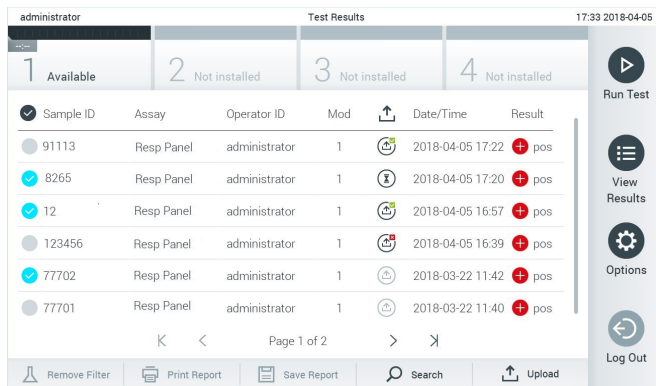 administrator Test Results 17:33 2018-04-05
--:--
1 Available 2 Not installed 3 Not installed 4 Not installed
Run Test
Sample ID Assay Operator ID Mod Date/Time Result
91113 Resp Panel administrator 1 2018-04-05 17:22 pos
8265 Resp Panel administrator 1 2018-04-05 17:20 pos
View
Results
12 Resp Panel administrator 1 2018-04-05 16:57 pos
123456 Resp Panel administrator 1 2018-04-05 16:39 pos
Options
77702 Resp Panel administrator 1 2018-03-22 11:42 pos
77701 Resp Panel administrator 1 2018-03-22 11:40 pos
Page 1 of 2
Log Out
Remove Filter Print Report Save Report Search Upload